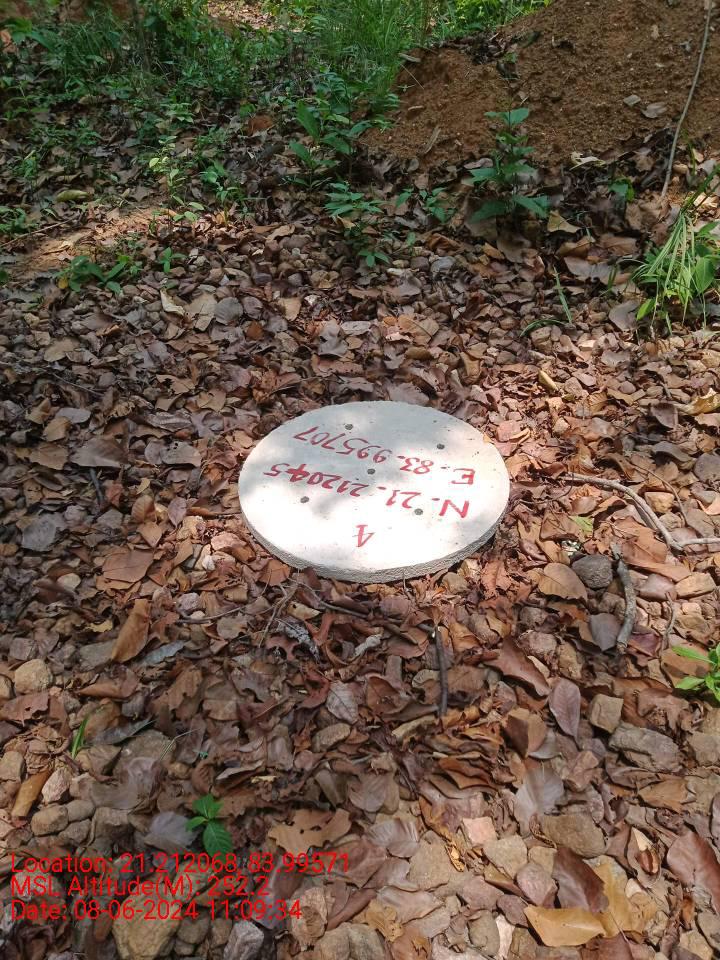 4
N. 21. 212045
E. 83. 995707
Location: 21.212068,83.99571
MSL Altitude(M): 252.2
Date: 08-06-2024 11:09:34